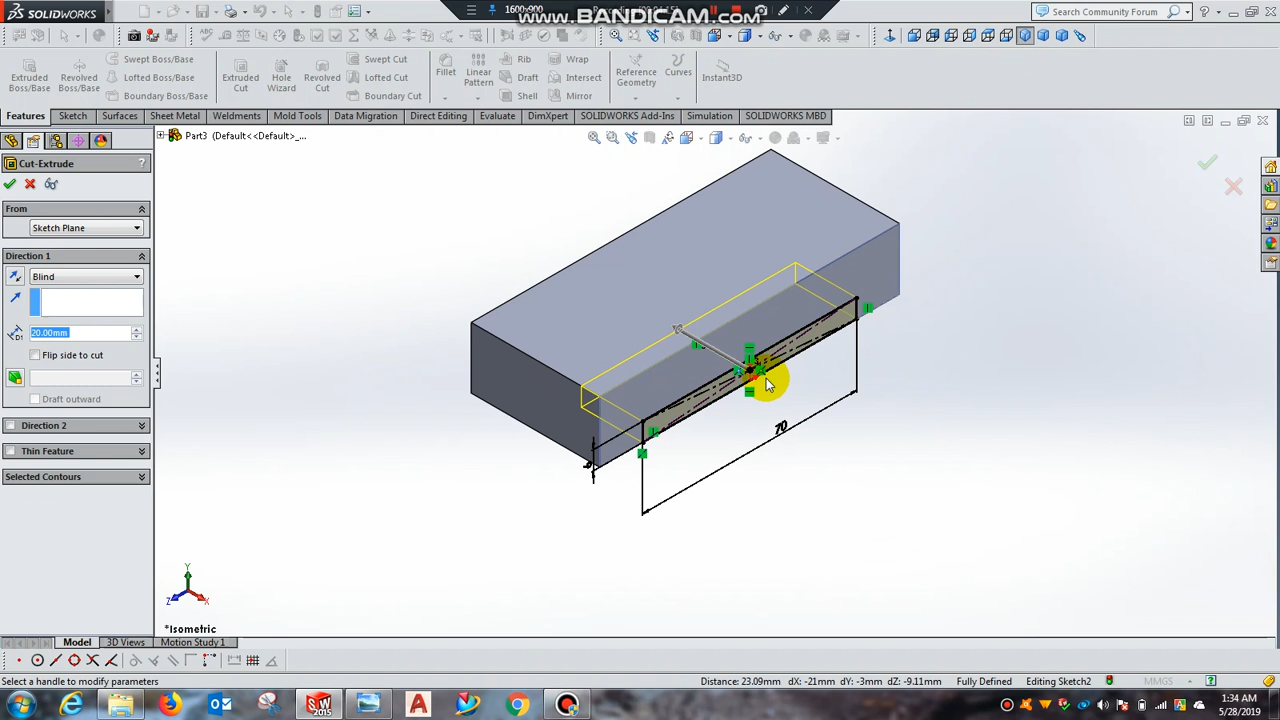 SOLIDWORKS
1600x900
www.BANDICAM.com
Search Community Forum
Extruded Boss/Base
Revolved Boss/Base
Swept Boss/Base
Lofted Boss/Base
Boundary Boss/Base
Extruded Cut
Hole Wizard
Revolved Cut
Swept Cut
Lofted Cut
Boundary Cut
Fillet
Linear Pattern
Rib
Draft
Shell
Wrap
Intersect
Mirror
Reference Geometry
Curves
Instant3D
Features
Sketch
Surfaces
Sheet Metal
Weldments
Mold Tools
Data Migration
Direct Editing
Evaluate
DimXpert
SOLIDWORKS Add-Ins
Simulation
SOLIDWORKS MBD
Part3 (Default<<Default>_...
Cut-Extrude
?
From
Sketch Plane
Direction 1
Blind
D1
20.00mm
Flip side to cut
Draft outward
Direction 2
Thin Feature
Selected Contours
70
Y
Z
X
*Isometric
Model
3D Views
Motion Study 1
Select a handle to modify parameters
Distance: 23.09mm
dX: -21mm
dY: -3mm
dZ: -9.11mm
Fully Defined
Editing Sketch2
MMGS
SW
2015
A
1:34 AM
5/28/2019